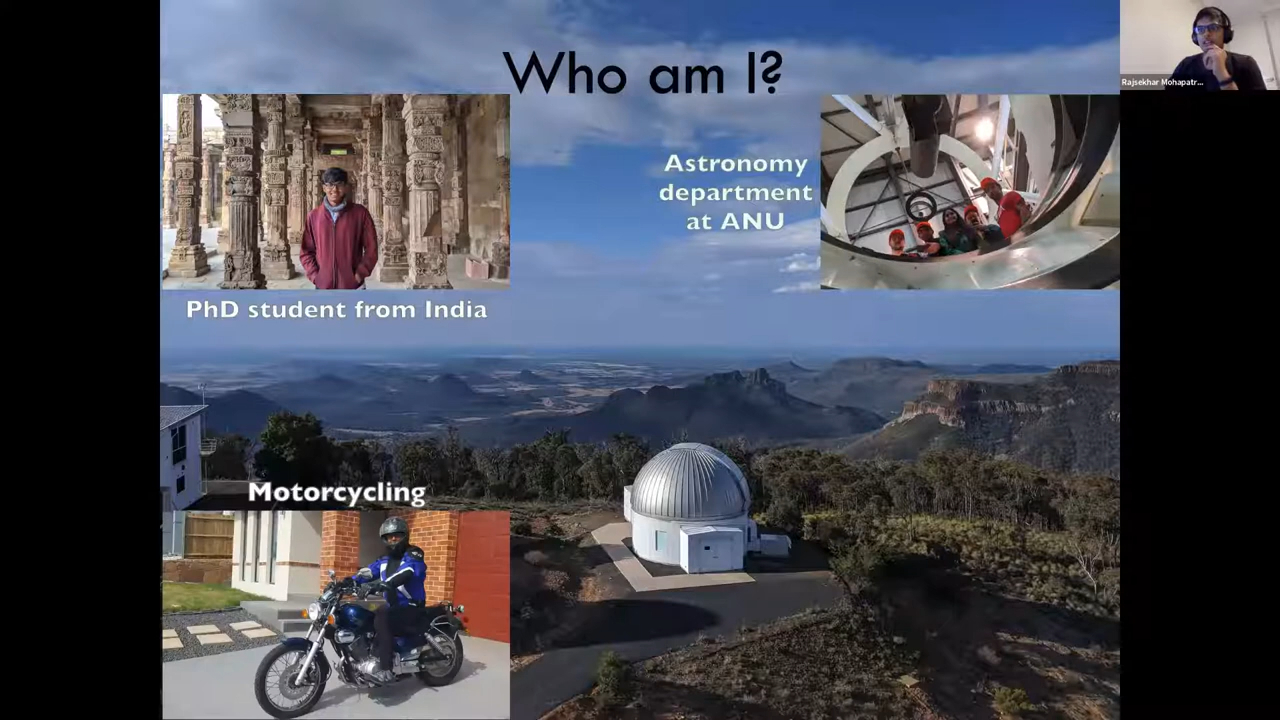 Who am I?
Rajsekhar Mohapatr...
Astronomy
department
at ANU
PhD student from India
Motorcycling